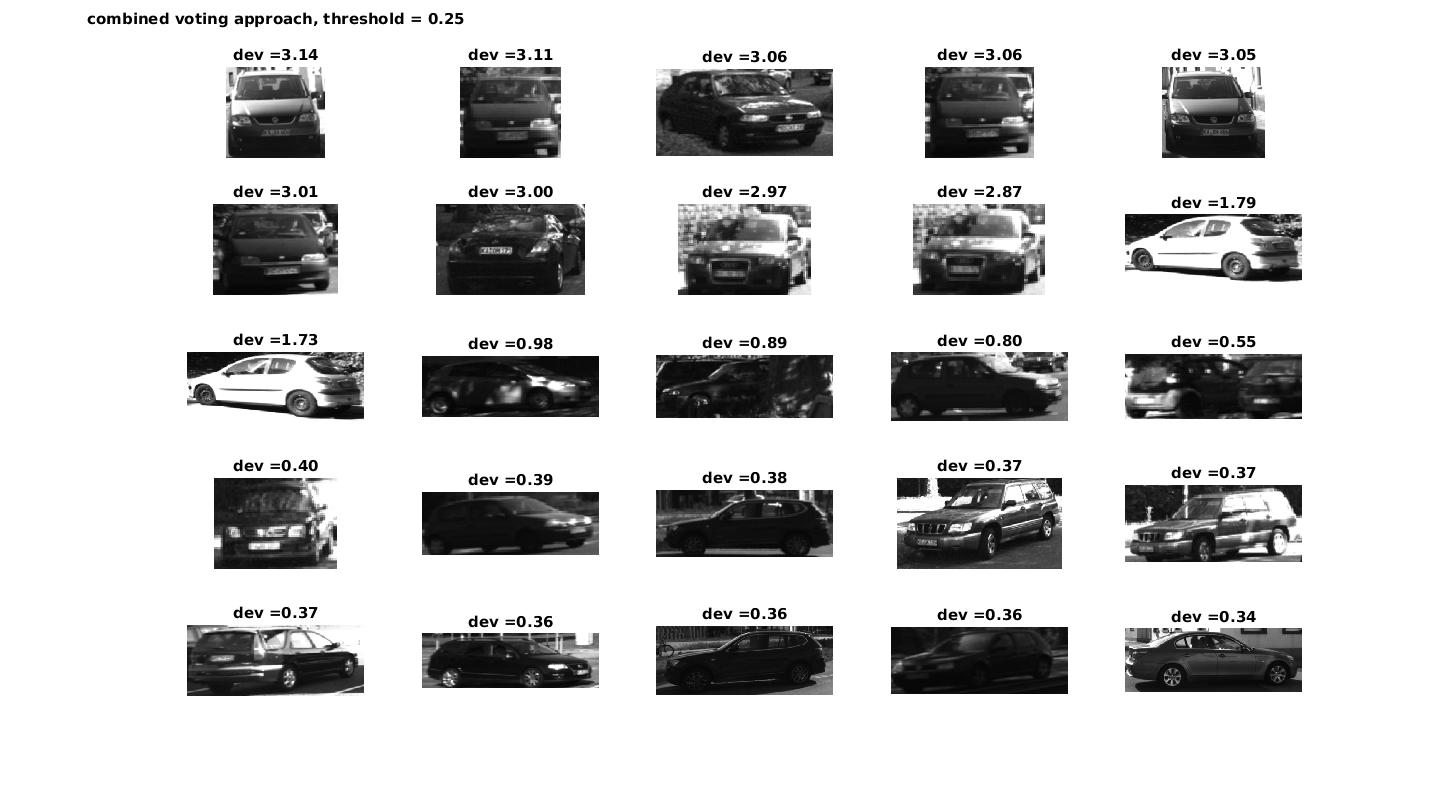 combined voting approach, threshold = 0.25
dev =3.14
dev =3.11
dev =3.06
dev =3.06
dev =3.05
dev =3.01
dev =3.00
dev =2.97
dev =2.87
dev =1.79
dev =1.73
dev =0.98
dev =0.89
dev =0.80
dev =0.55
dev =0.40
dev =0.39
dev =0.38
dev =0.37
dev =0.37
dev =0.37
dev =0.36
dev =0.36
dev =0.36
dev =0.34